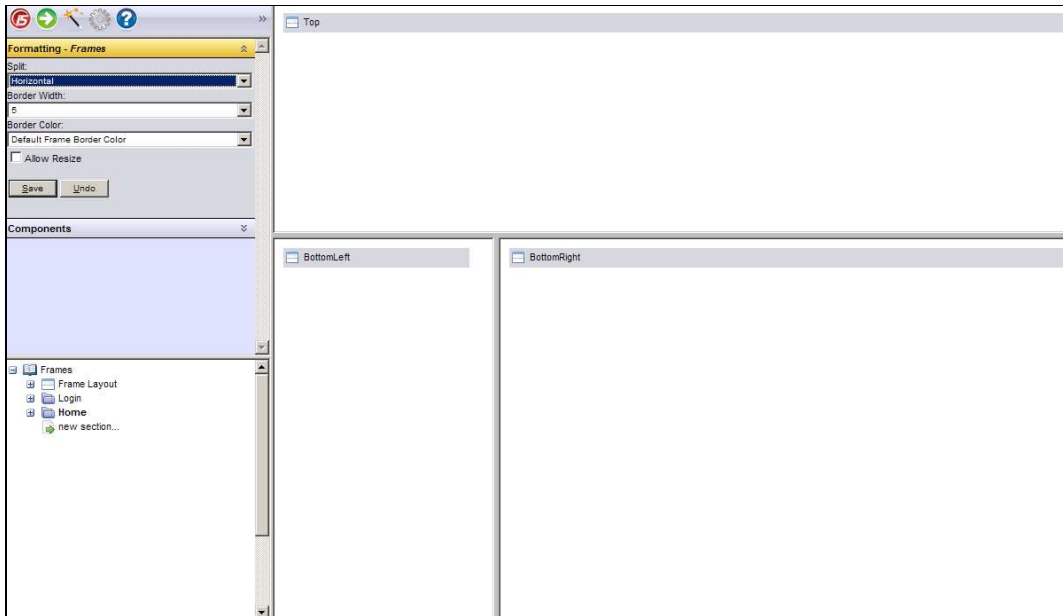 Formatting - Frames
Split:
Horizontal
Border Width:
5
Border Color:
Default Frame Border Color
Allow Resize
Save
Undo
Components
Frames
Frame Layout
Login
Home
new section...
Top
BottomLeft
BottomRight